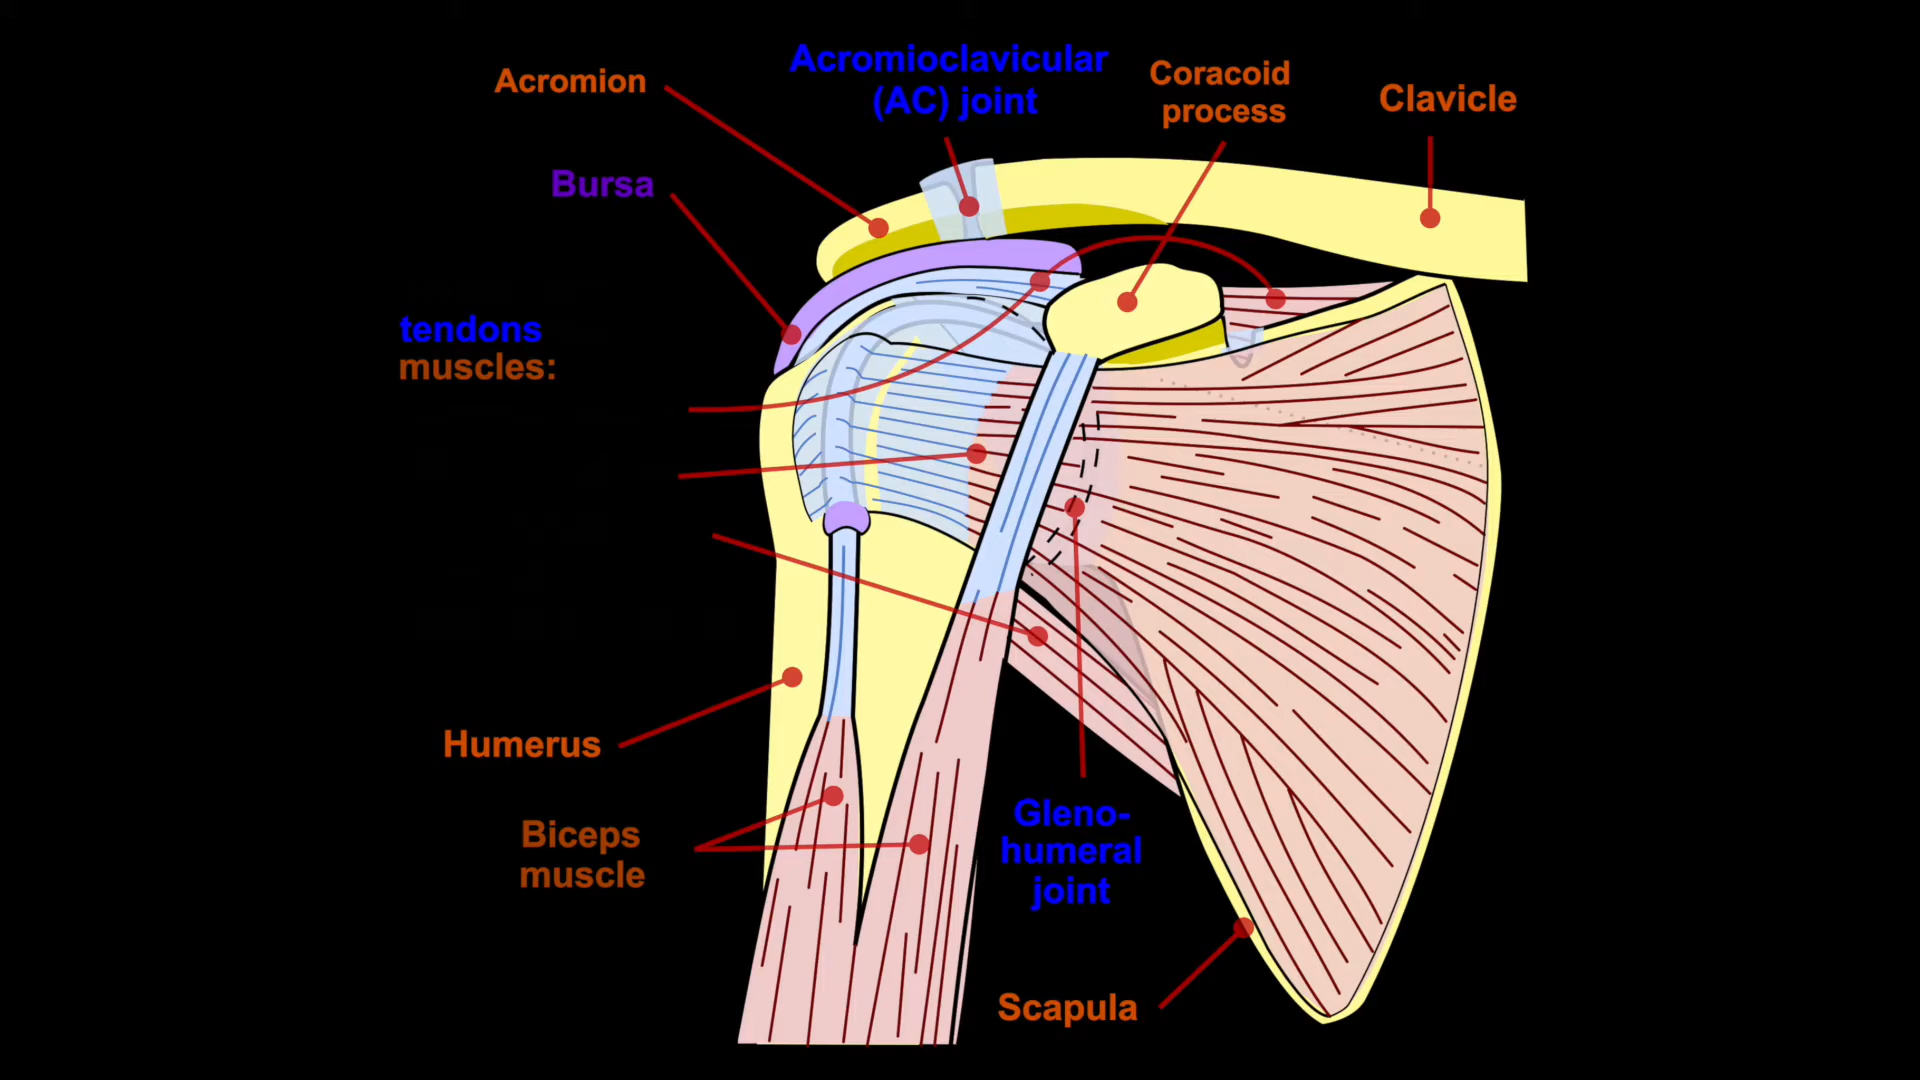 Acromion
Acromioclavicular
(AC) joint
Coracoid
process
Clavicle
Bursa
tendons
muscles:
Humerus
Biceps
muscle
Gleno-
humeral
joint
Scapula